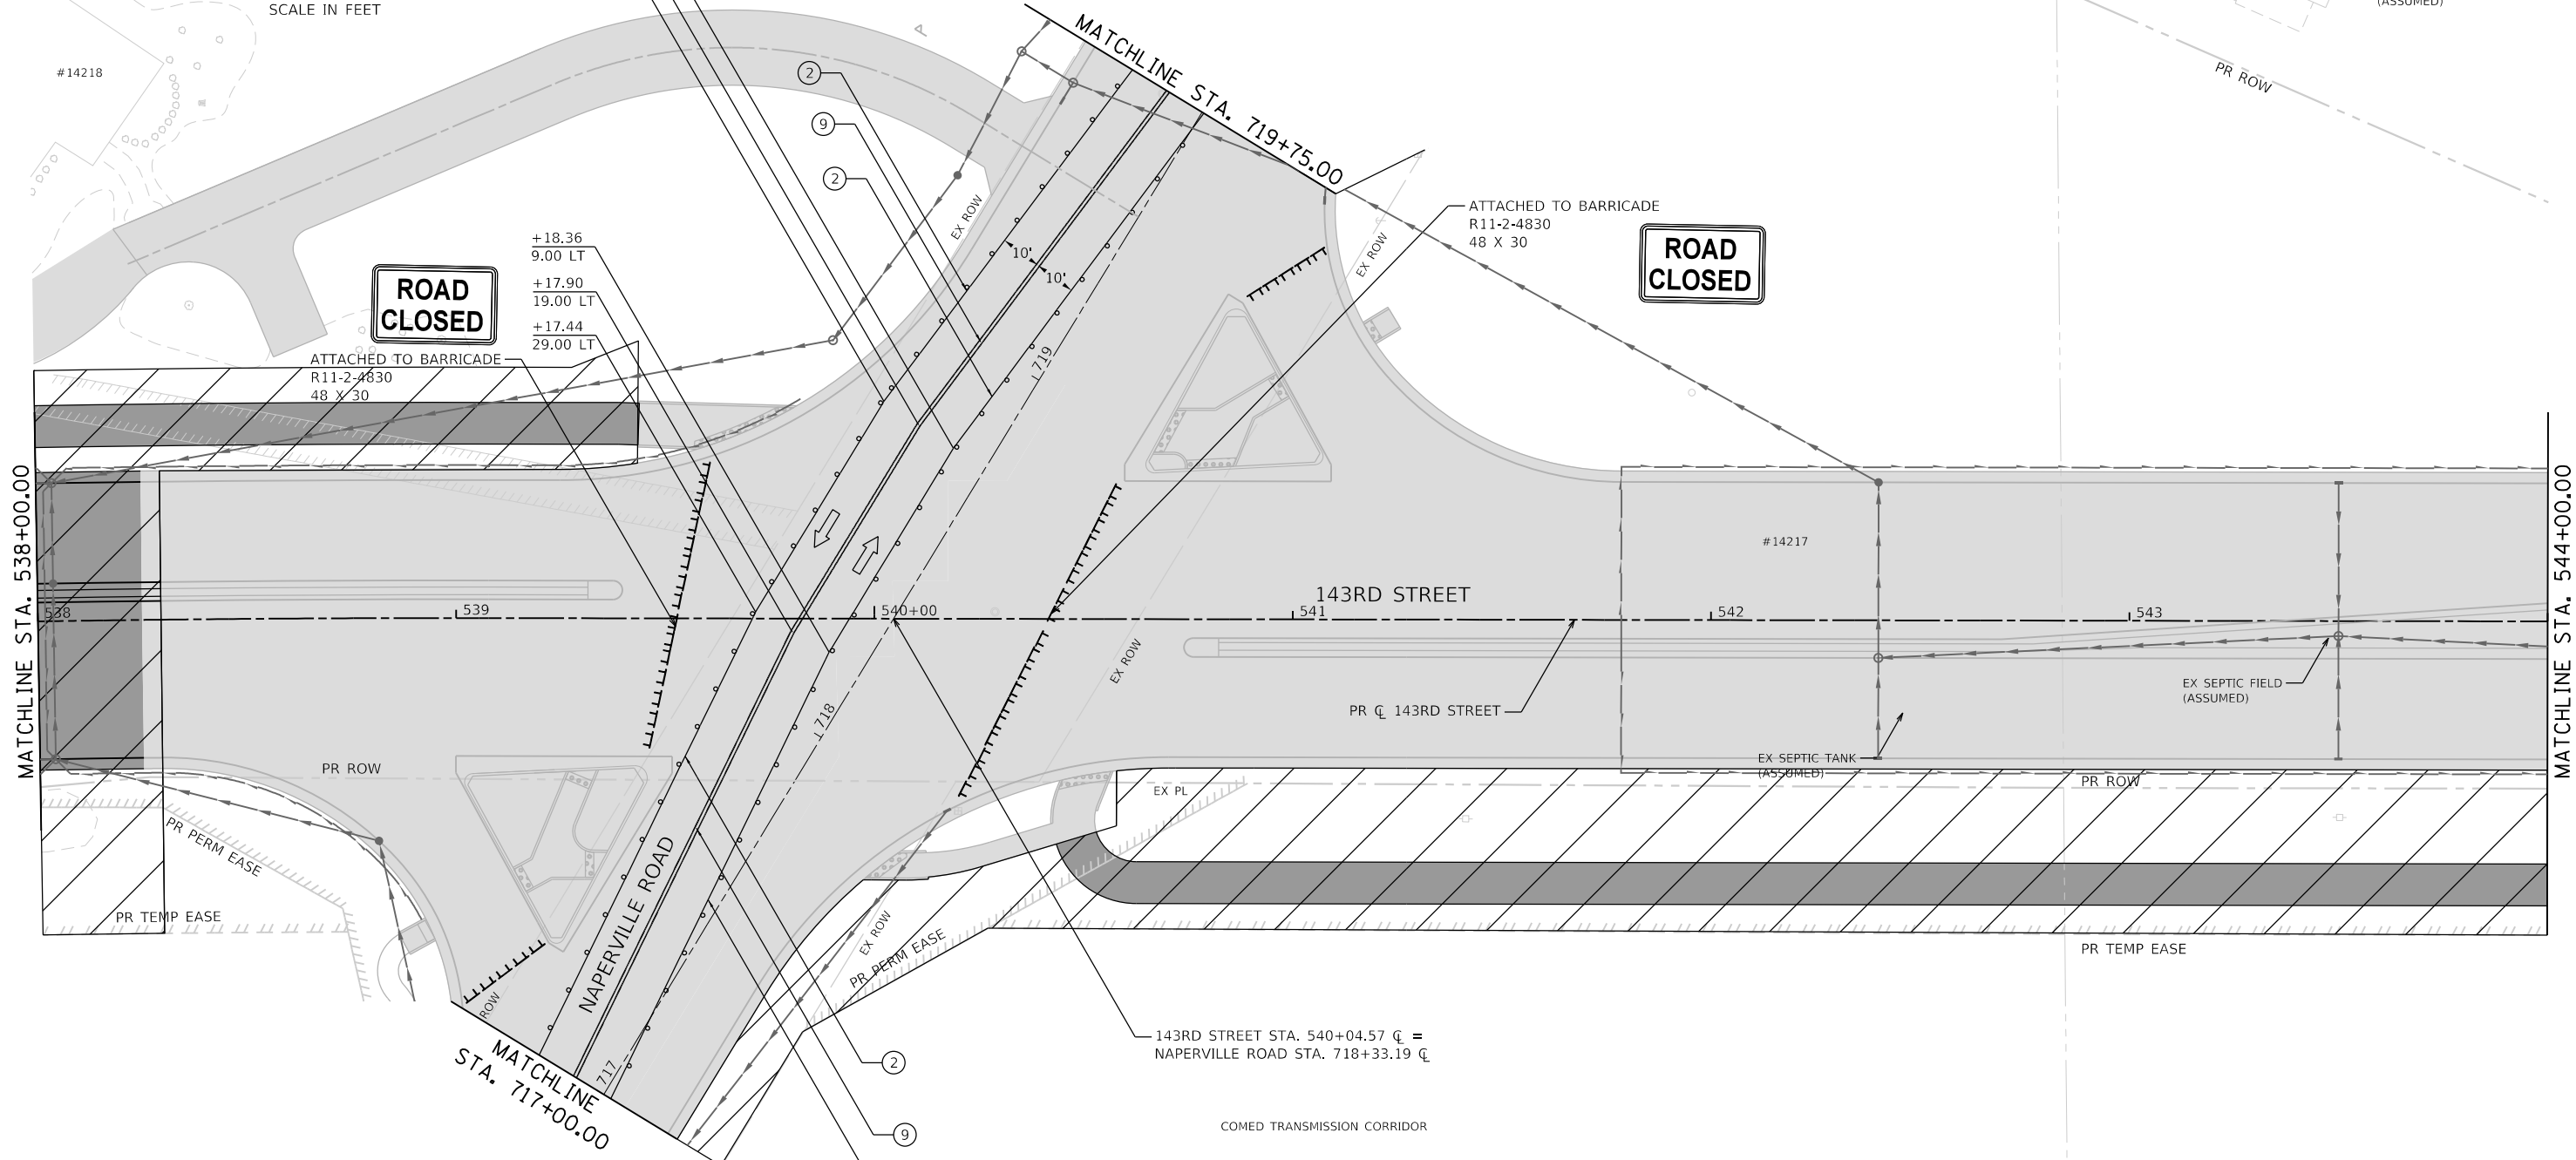 SCALE IN FEET
(ASSUMED)
#14218
MATCHLINE STA. 719+75.00
PR ROW
2
9
2
EX ROW
10'
10'
EX ROW
ATTACHED TO BARRICADE
R11-2-4830
48 X 30
ROAD
CLOSED
+18.36
9.00 LT
+17.90
19.00 LT
+17.44
29.00 LT
ROAD
CLOSED
ATTACHED TO BARRICADE
R11-2-4830
48 X 30
719
MATCHLINE STA. 538+00.00
538
539
540+00
541
542
543
143RD STREET
#14217
MATCHLINE STA. 544+00.00
EX ROW
718
PR ℄ 143RD STREET
EX SEPTIC FIELD
(ASSUMED)
EX SEPTIC TANK
(ASSUMED)
PR ROW
PR ROW
EX PL
PR PERM EASE
PR TEMP EASE
NAPERVILLE ROAD
EX ROW
PR PERM EASE
PR TEMP EASE
ROW
717
MATCHLINE
STA. 717+00.00
143RD STREET STA. 540+04.57 ℄ =
NAPERVILLE ROAD STA. 718+33.19 ℄
2
9
COMED TRANSMISSION CORRIDOR